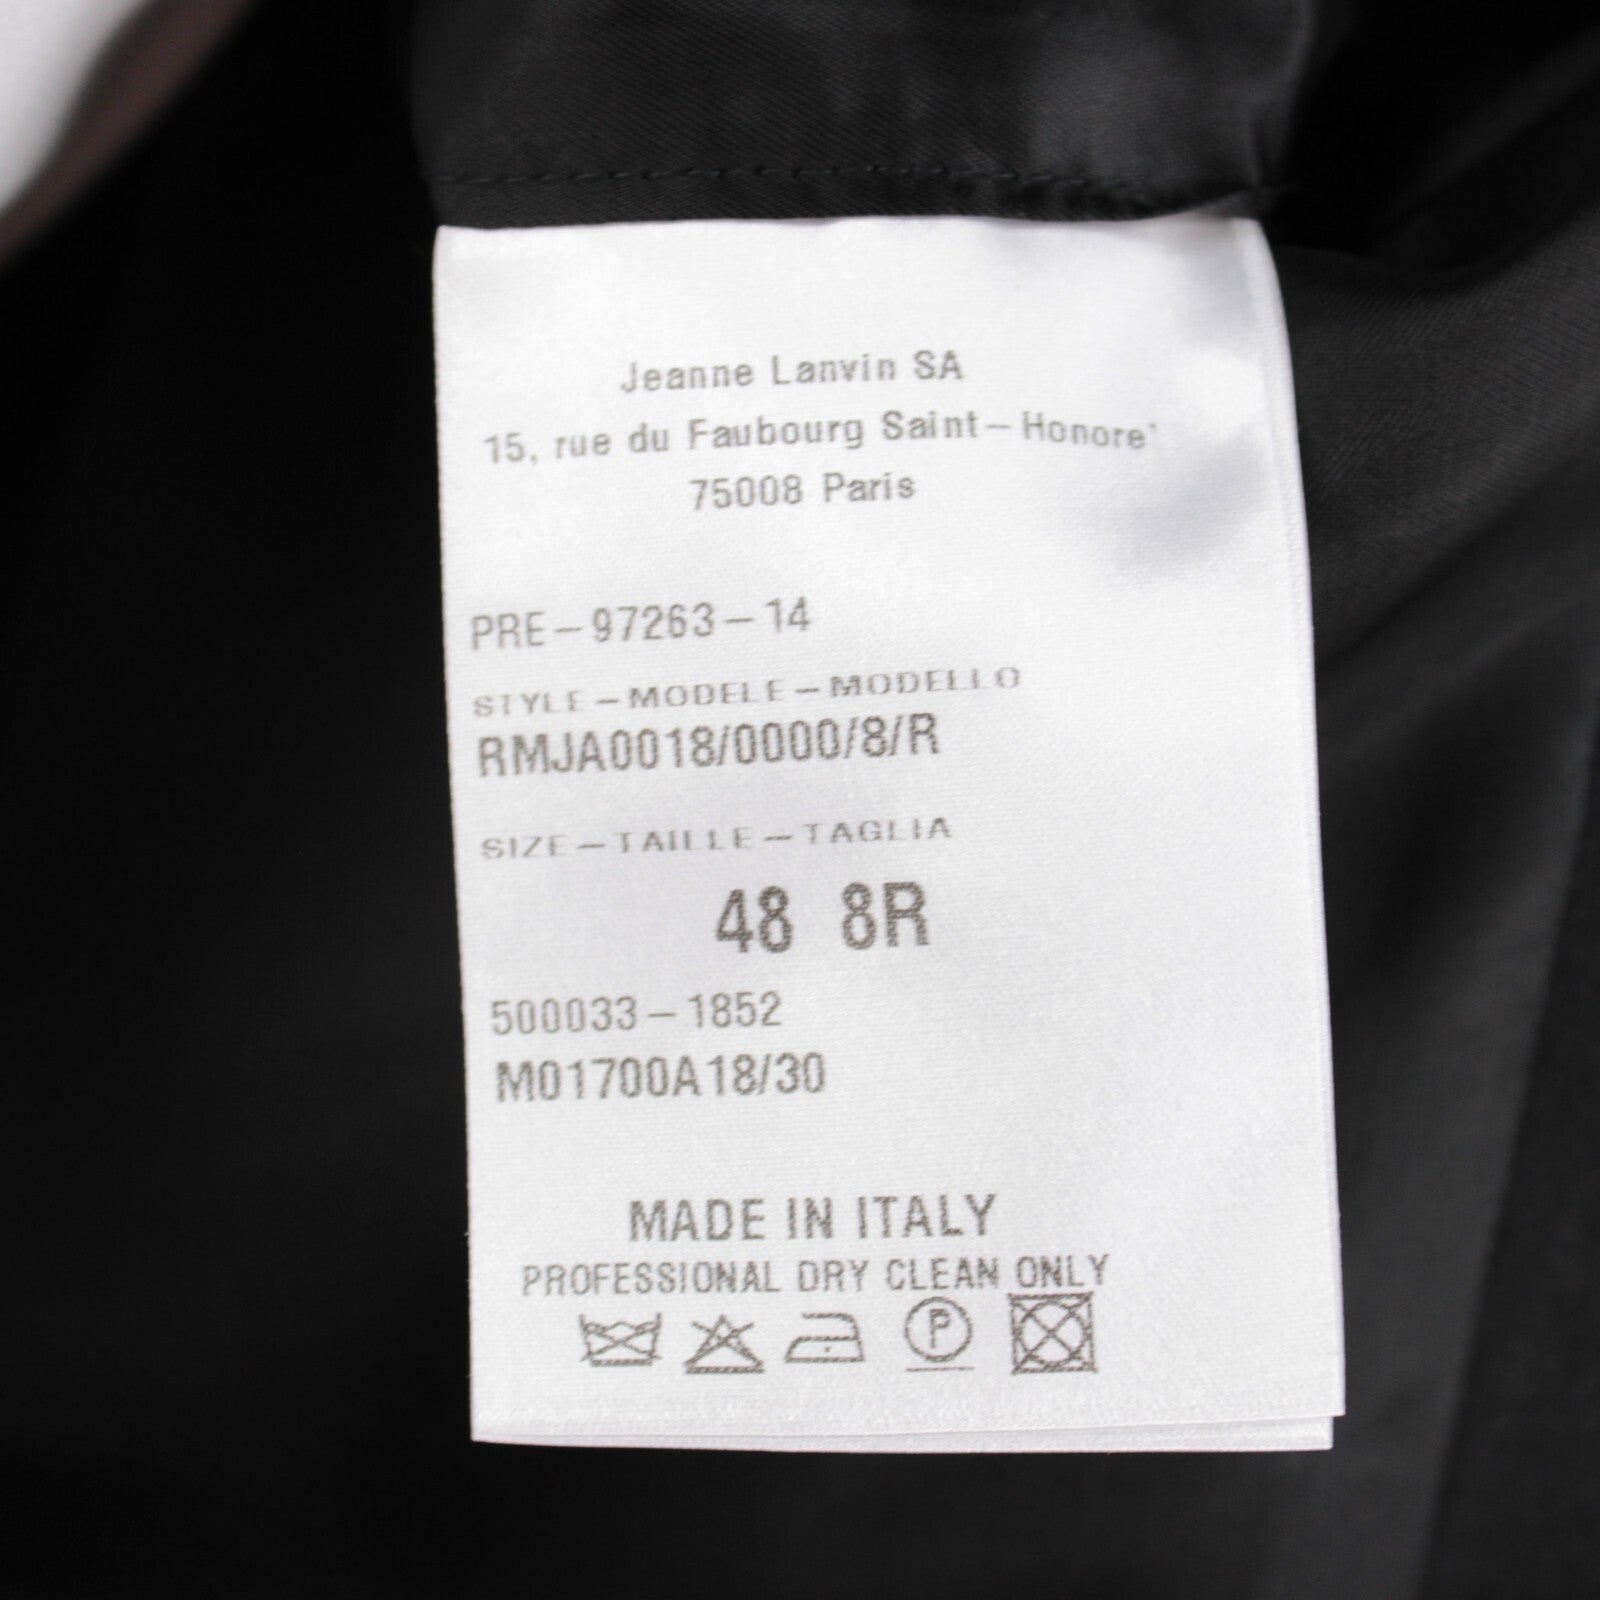 Jeanne Lanvin SA
15, rue du Faubourg Saint-Honore'
75008 Paris
PRE-97263-14
STYLE-MODELE-MODELLO
RMJA0018/0000/8/R
SIZE-TAILLE-TAGLIA
48 8R
500033-1852
M01700A18/30
MADE IN ITALY
PROFESSIONAL DRY CLEAN ONLY
P